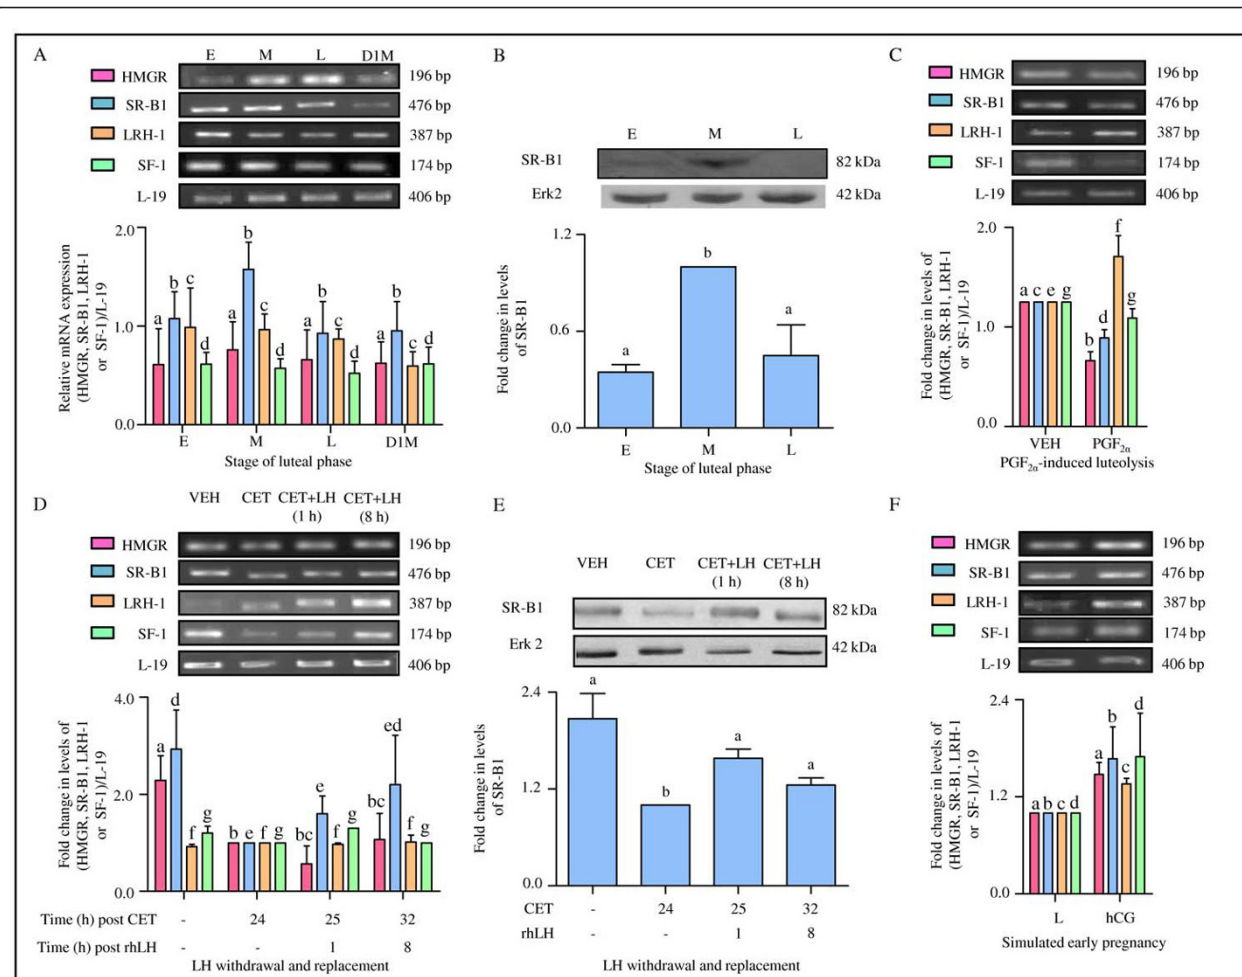 A
E M L D1M
HMGR 196 bp
SR-B1 476 bp
LRH-1 387 bp
SF-1 174 bp
L-19 406 bp
Relative mRNA expression
(HMGR, SR-B1, LRH-1
or SF-1)/L-19
2.0
1.0
0.0
a b c d
a b c d
a b c d
a b c d
E M L D1M
Stage of luteal phase
B
E M L
SR-B1 82 kDa
Erk2 42 kDa
Fold change in levels
of SR-B1
1.2
0.6
0.0
a b a
E M L
Stage of luteal phase
C
HMGR 196 bp
SR-B1 476 bp
LRH-1 387 bp
SF-1 174 bp
L-19 406 bp
Fold change in levels of
(HMGR, SR-B1, LRH-1
or SF-1)/L-19
2.0
1.0
0.0
a c e g
b d f g
VEH PGF2α
PGF2α-induced luteolysis
D
VEH CET CET+LH CET+LH
(1 h) (8 h)
HMGR 196 bp
SR-B1 476 bp
LRH-1 387 bp
SF-1 174 bp
L-19 406 bp
Fold change in levels of
(HMGR, SR-B1, LRH-1
or SF-1)/L-19
4.0
2.0
0.0
a d f g
b e f g
bc e f g
bc ed f g
Time (h) post CET - 24 25 32
Time (h) post rhLH - - 1 8
LH withdrawal and replacement
E
VEH CET CET+LH CET+LH
(1 h) (8 h)
SR-B1 82 kDa
Erk 2 42 kDa
Fold change in levels
of SR-B1
2.4
1.2
0.0
a b a a
CET - 24 25 32
rhLH - - 1 8
LH withdrawal and replacement
F
HMGR 196 bp
SR-B1 476 bp
LRH-1 387 bp
SF-1 174 bp
L-19 406 bp
Fold change in levels of
(HMGR, SR-B1, LRH-1
or SF-1)/L-19
2.4
1.2
0.0
a b c d
a b c d
L hCG
Simulated early pregnancy